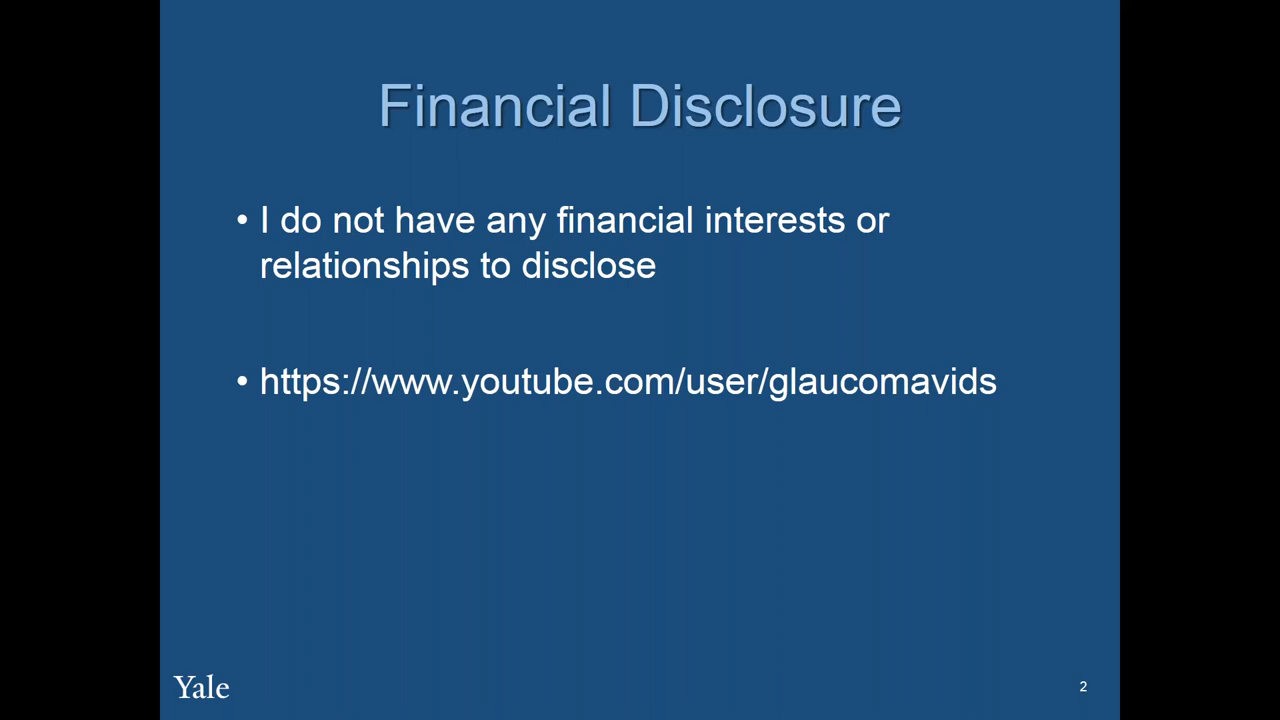 Financial Disclosure
• I do not have any financial interests or
relationships to disclose
• https://www.youtube.com/user/glaucomavids
Yale
2